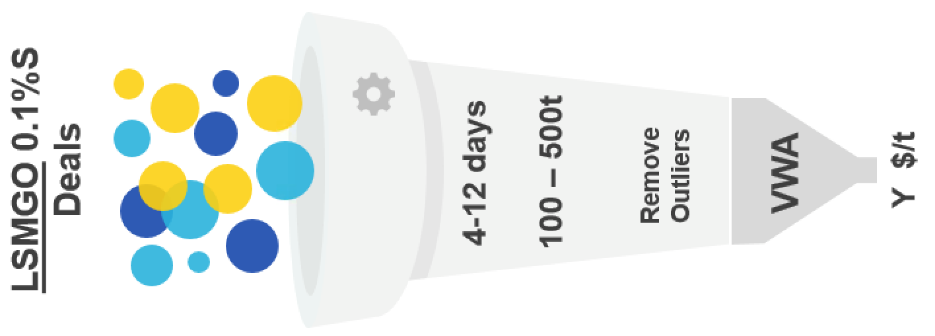 LSMGO 0.1%S
Deals
4-12 days
100 – 500t
Remove
Outliers
VWA
Y $/t